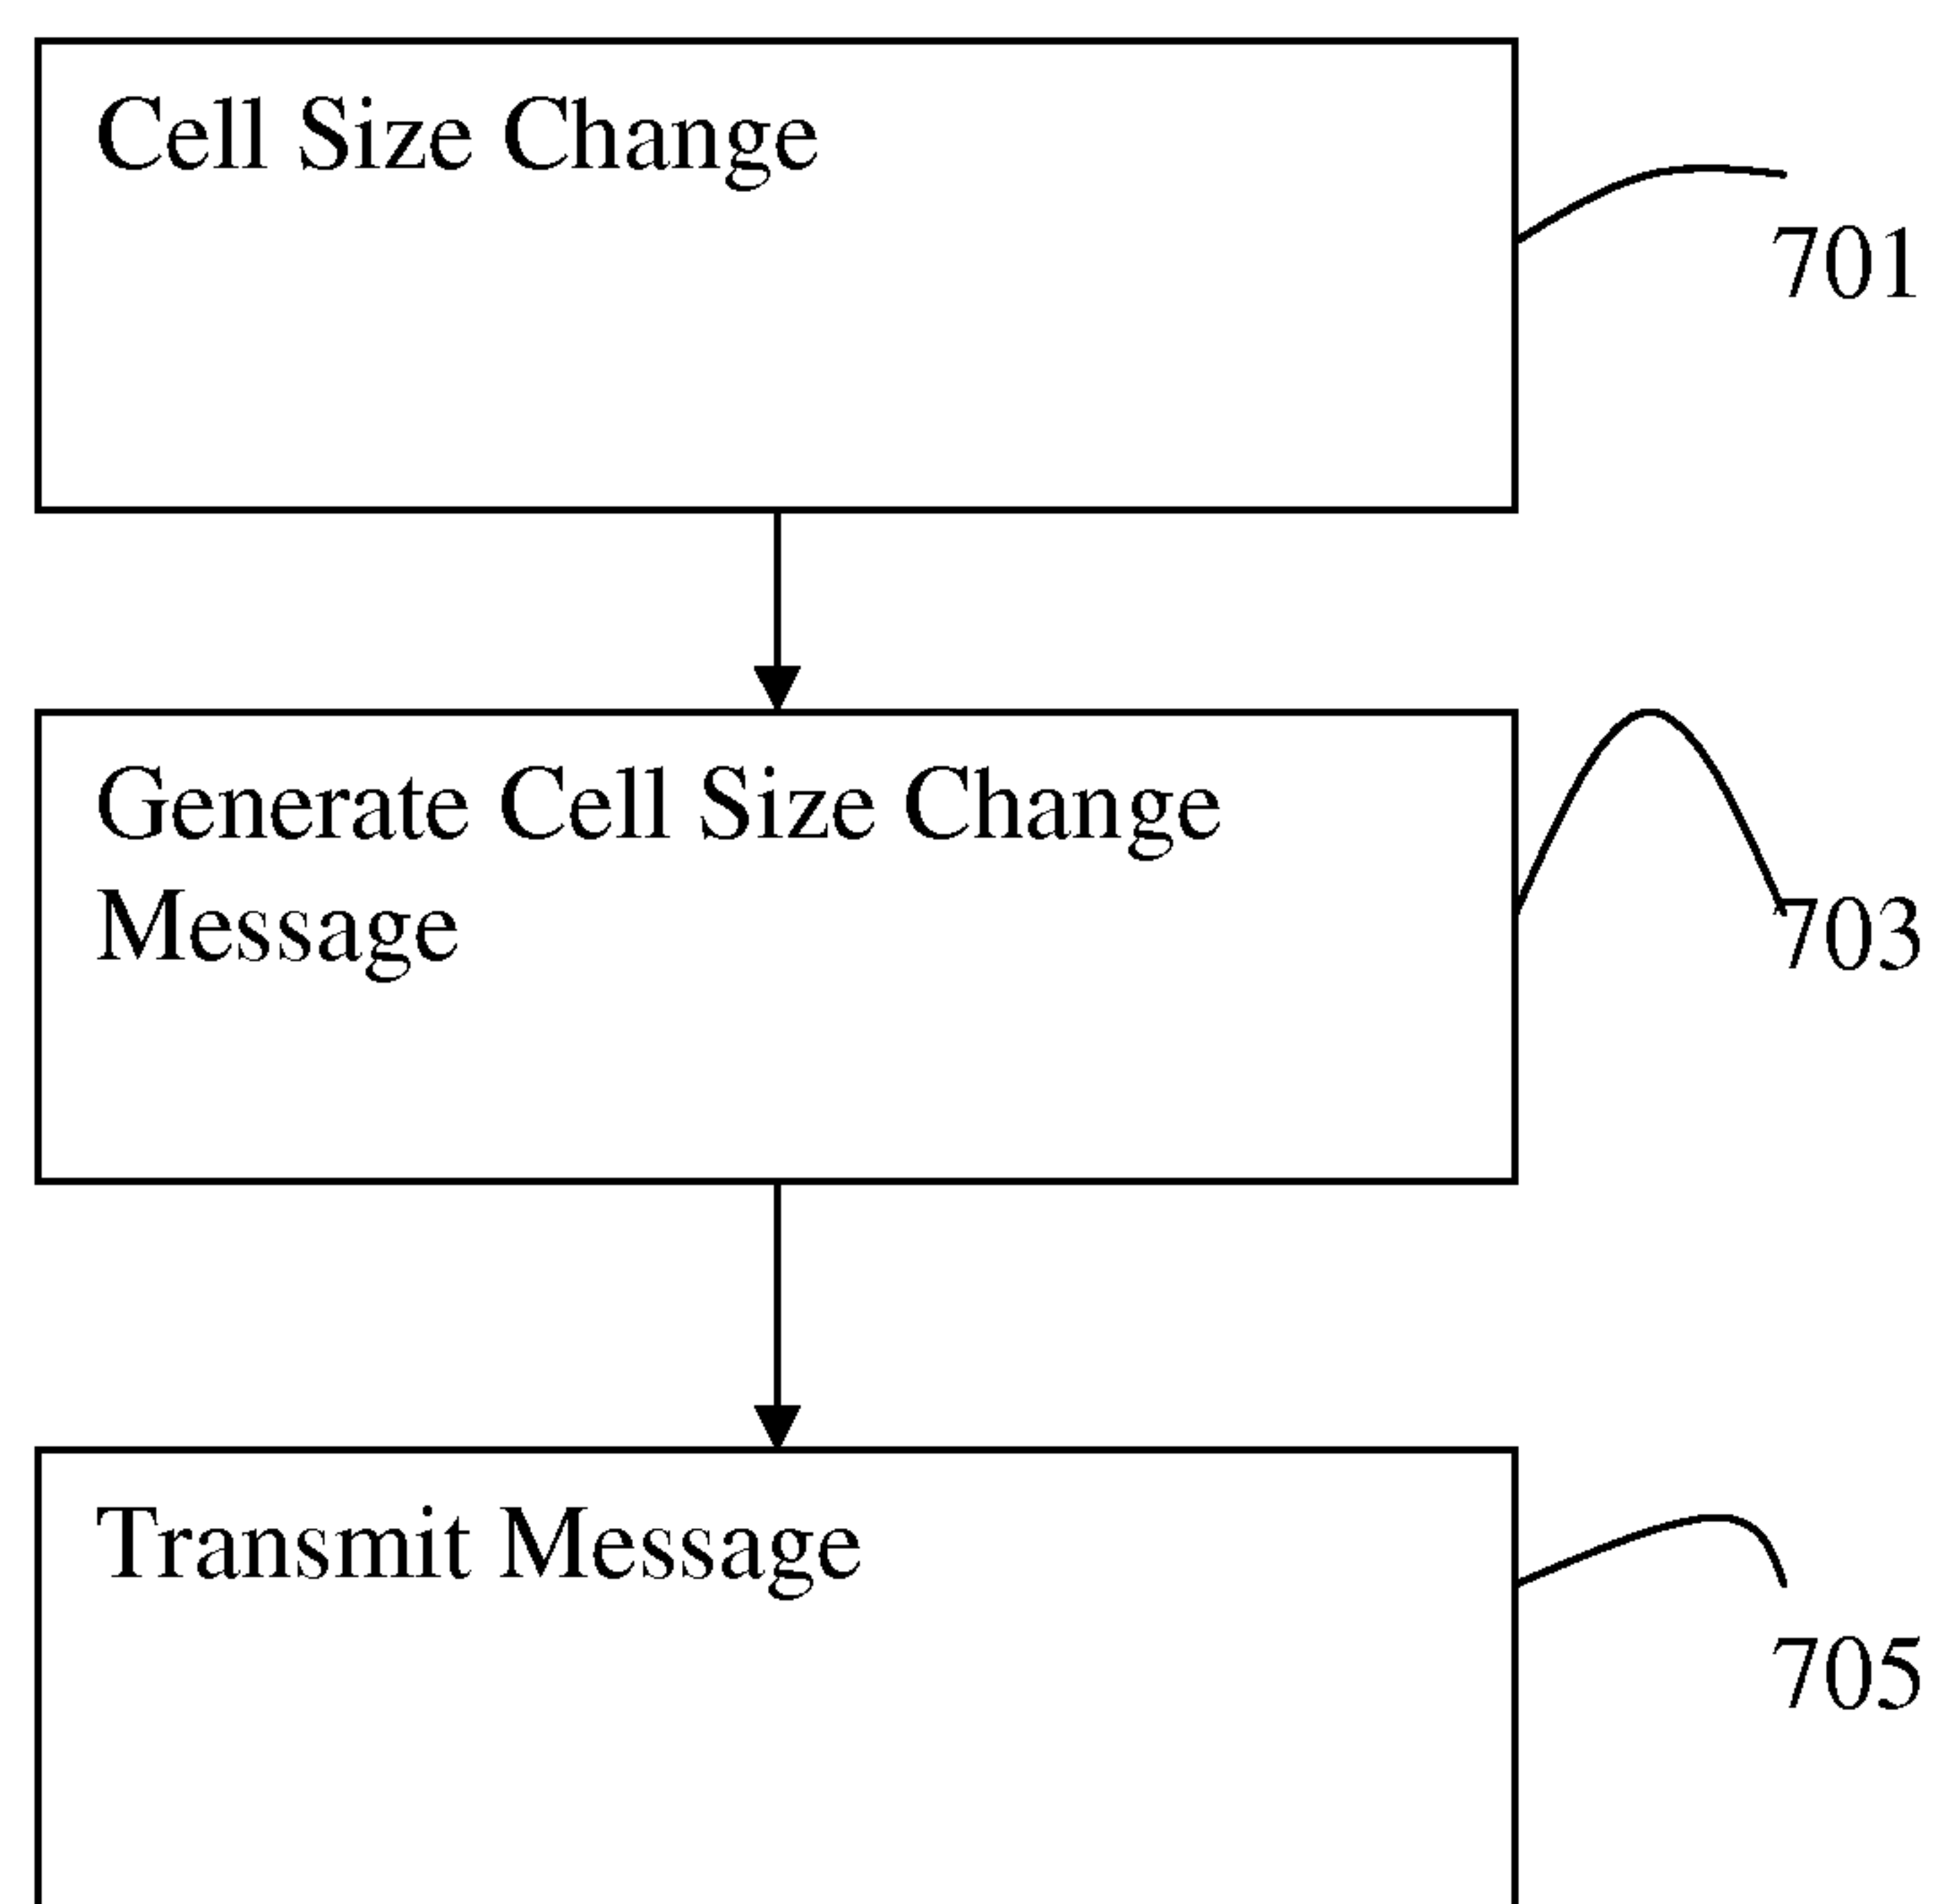 Cell Size Change
701
Generate Cell Size Change
Message
703
Transmit Message
705